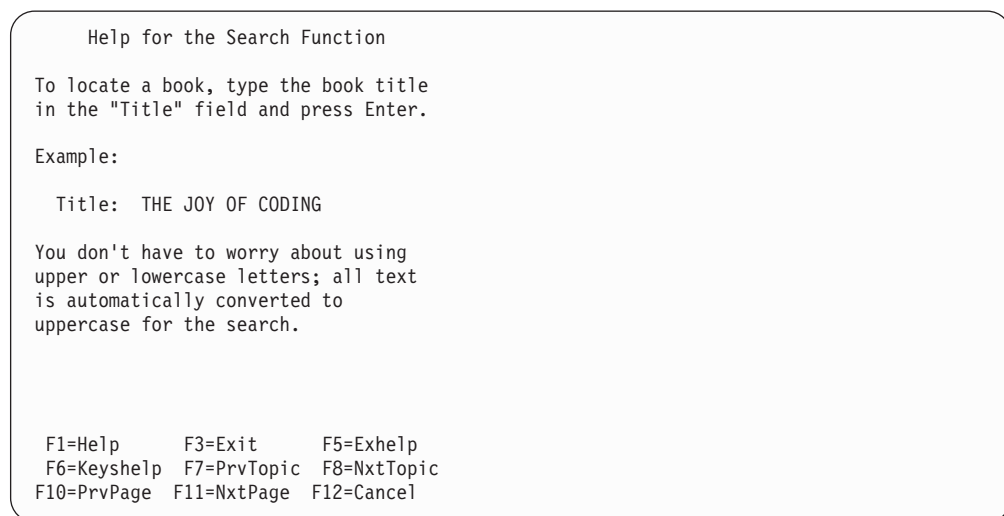 Help for the Search Function
To locate a book, type the book title
in the "Title" field and press Enter.
Example:
Title: THE JOY OF CODING
You don't have to worry about using
upper or lowercase letters; all text
is automatically converted to
uppercase for the search.
F1=Help F3=Exit F5=Exhelp
F6=Keyshelp F7=PrvTopic F8=NxtTopic
F10=PrvPage F11=NxtPage F12=Cancel